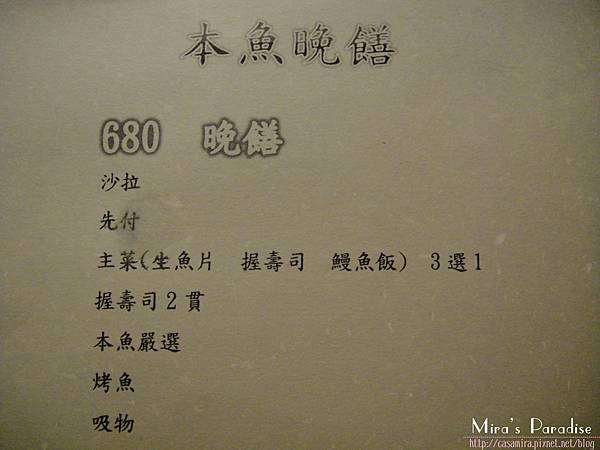 本魚晚饍
680 晚饍
沙拉
先付
主菜(生魚片 握壽司 鰻魚飯) 3選1
握壽司2貫
本魚嚴選
烤魚
吸物
Mira's Paradise
http://casamira.pixnet.net/blog